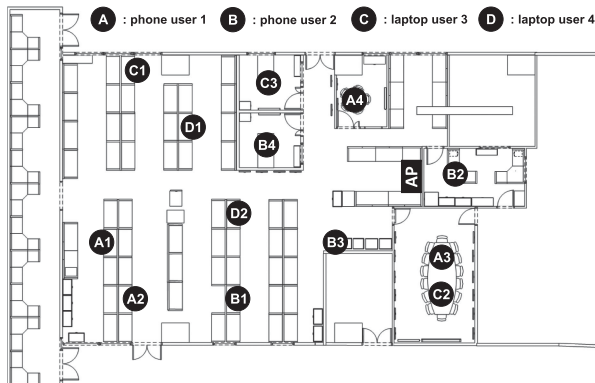 A : phone user 1 B : phone user 2 C : laptop user 3 D : laptop user 4
C1
C3
A4
D1
B4
AP
B2
D2
A1
B3
A3
A2
B1
C2